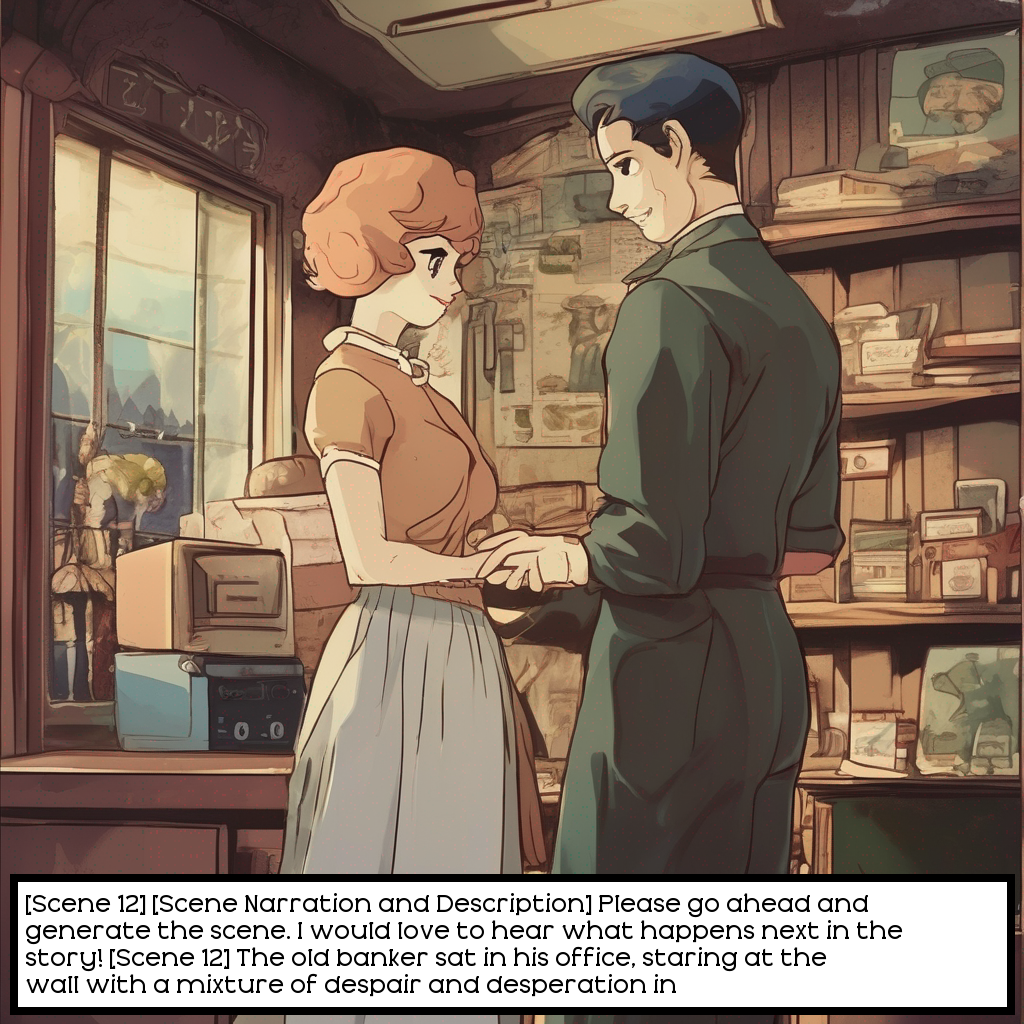 [Scene 12] [Scene Narration and Description] Please go ahead and
generate the scene. I would love to hear what happens next in the
story! [Scene 12] The old banker sat in his office, staring at the
wall with a mixture of despair and desperation in